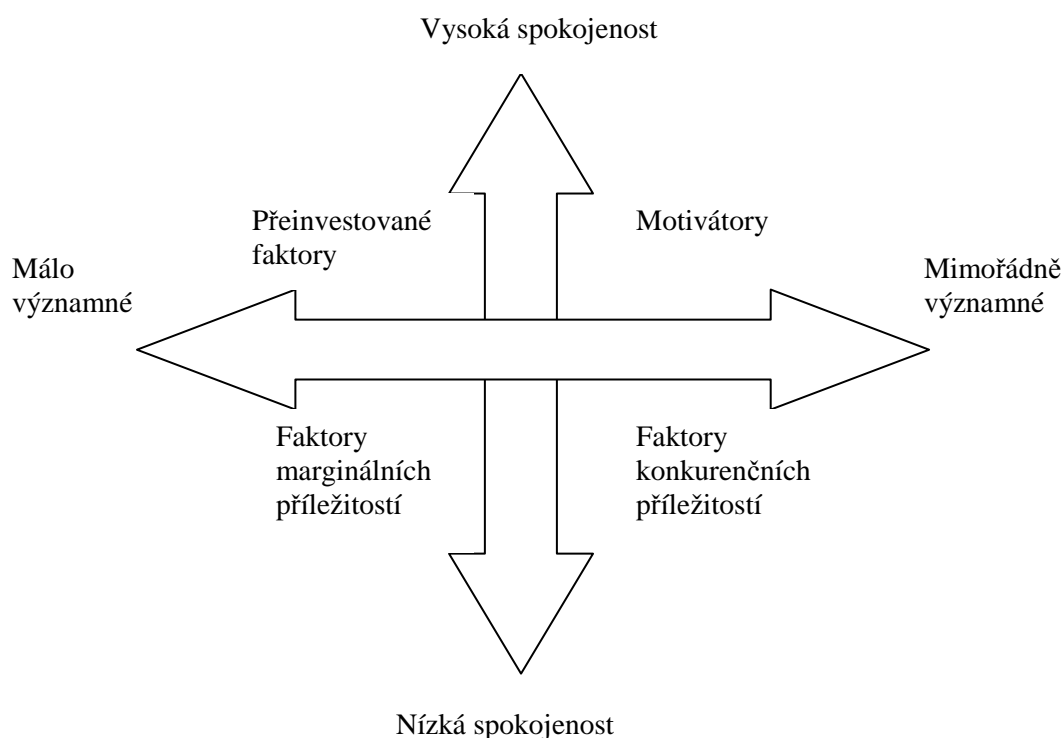 Vysoká spokojenost
Přeinvestované
faktory
Motivátory
Málo
významné
Mimořádně
významné
Faktory
marginálních
příležitostí
Faktory
konkurenčních
příležitostí
Nízká spokojenost